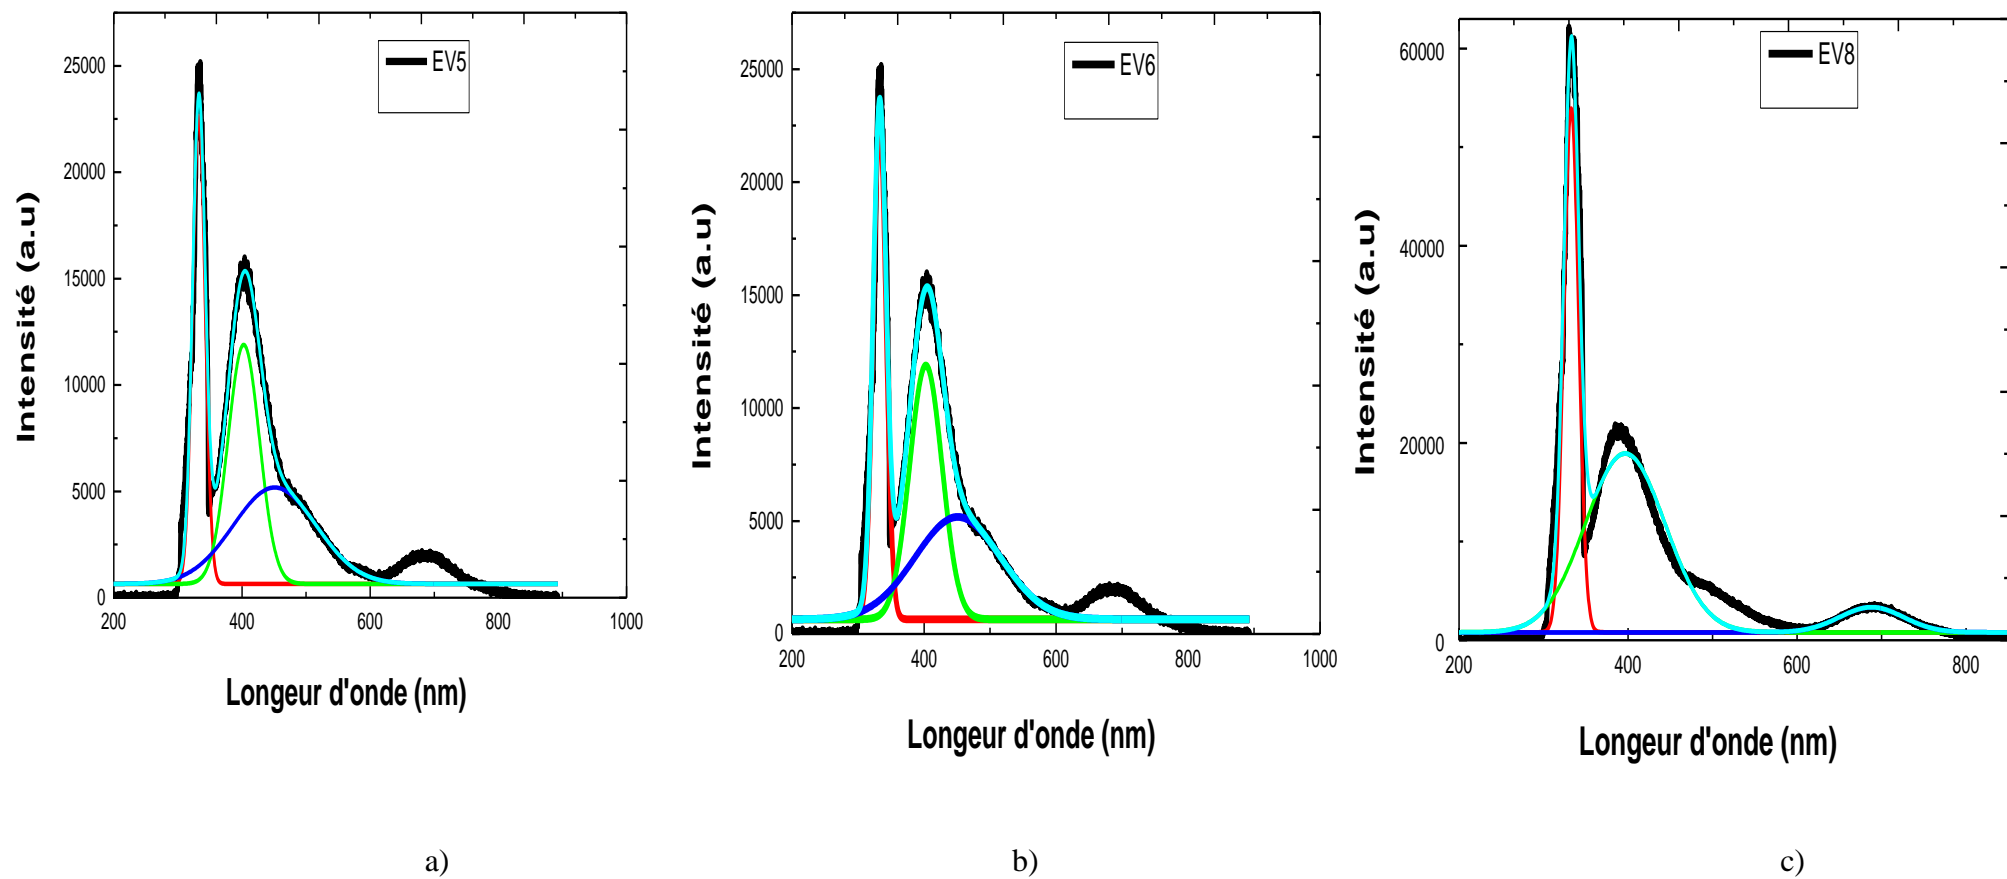 EV5
25000
20000
15000
10000
5000
0
200 400 600 800 1000
Intensité (a.u)
Longeur d'onde (nm)
a)
EV6
25000
20000
15000
10000
5000
0
200 400 600 800 1000
Intensité (a.u)
Longeur d'onde (nm)
b)
EV8
60000
40000
20000
0
200 400 600 800
Intensité (a.u)
Longeur d'onde (nm)
c)